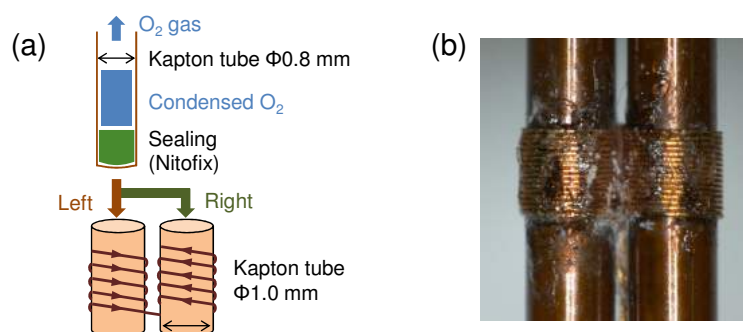 (a)
O₂ gas
Kapton tube Φ0.8 mm
Condensed O₂
Sealing
(Nitofix)
Left
Right
Kapton tube
Φ1.0 mm
(b)